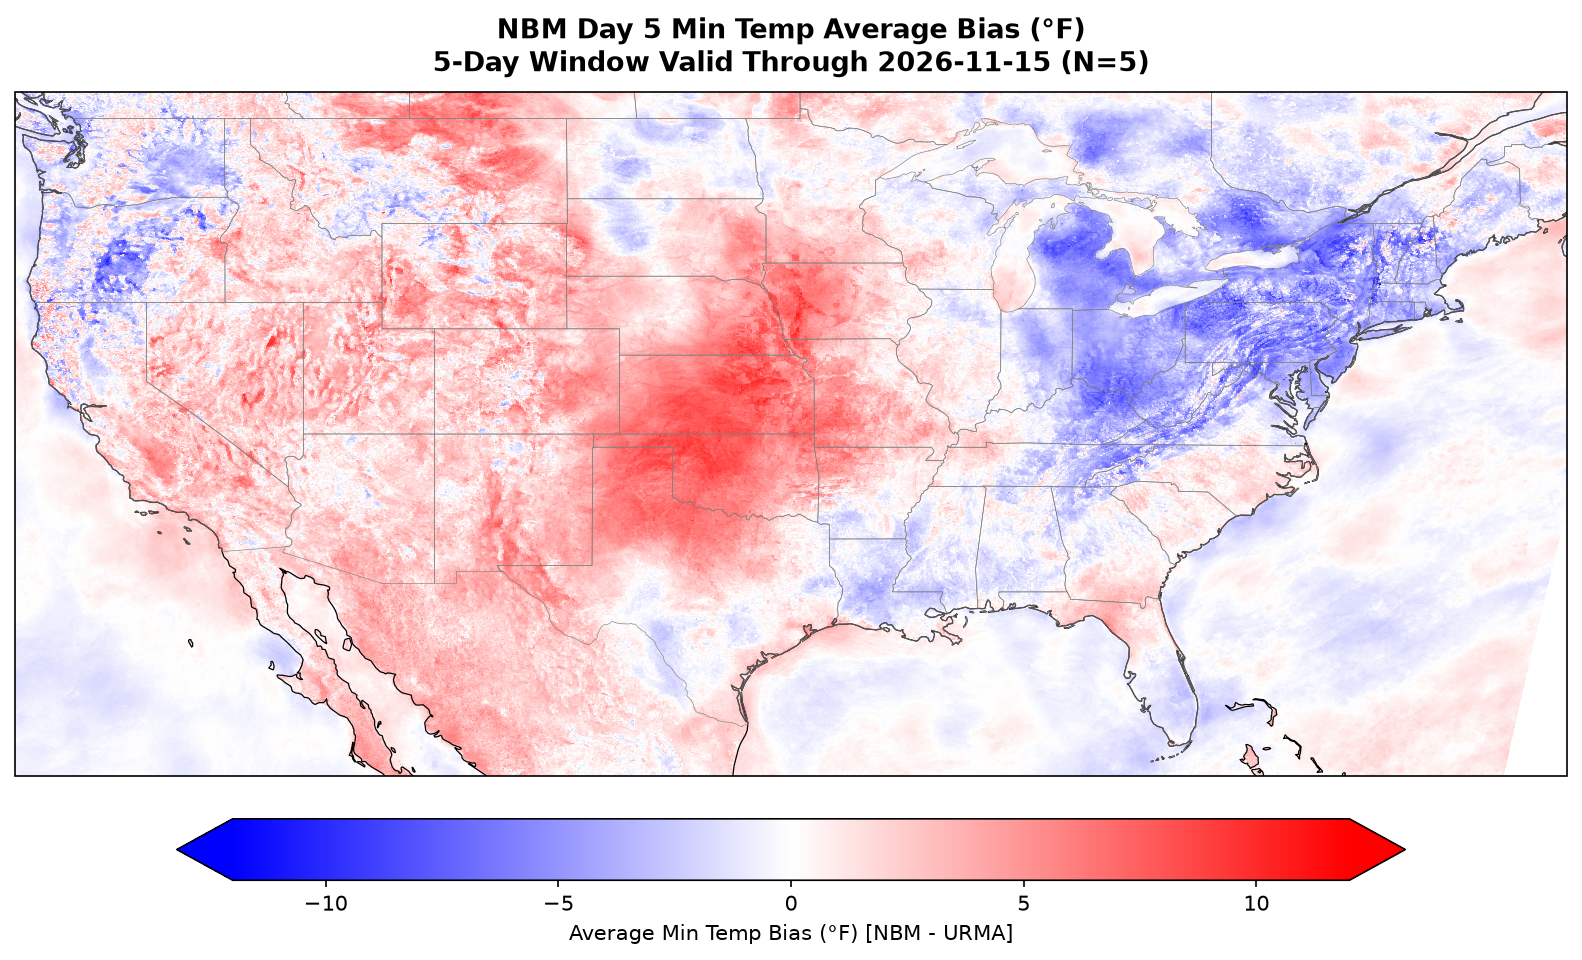 NBM Day 5 Min Temp Average Bias (°F)
5-Day Window Valid Through 2026-11-15 (N=5)
−10 −5 0 5 10
Average Min Temp Bias (°F) [NBM - URMA]